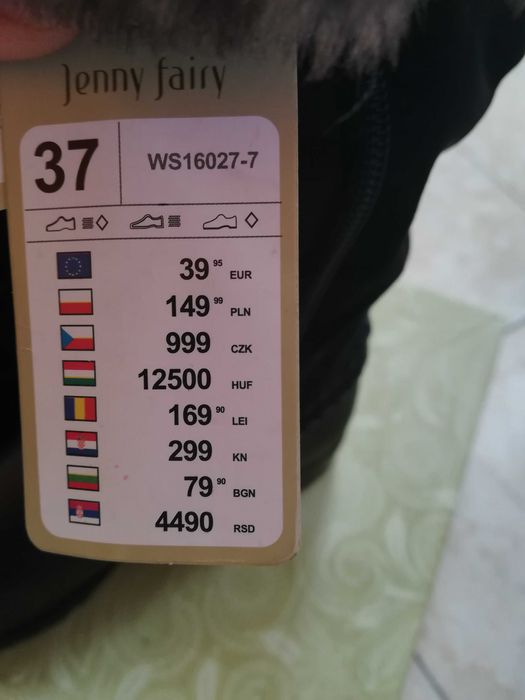 Jenny fairy
37 WS16027-7
39 95 EUR
149 99 PLN
999 CZK
12500 HUF
169 90 LEI
299 KN
79 90 BGN
4490 RSD